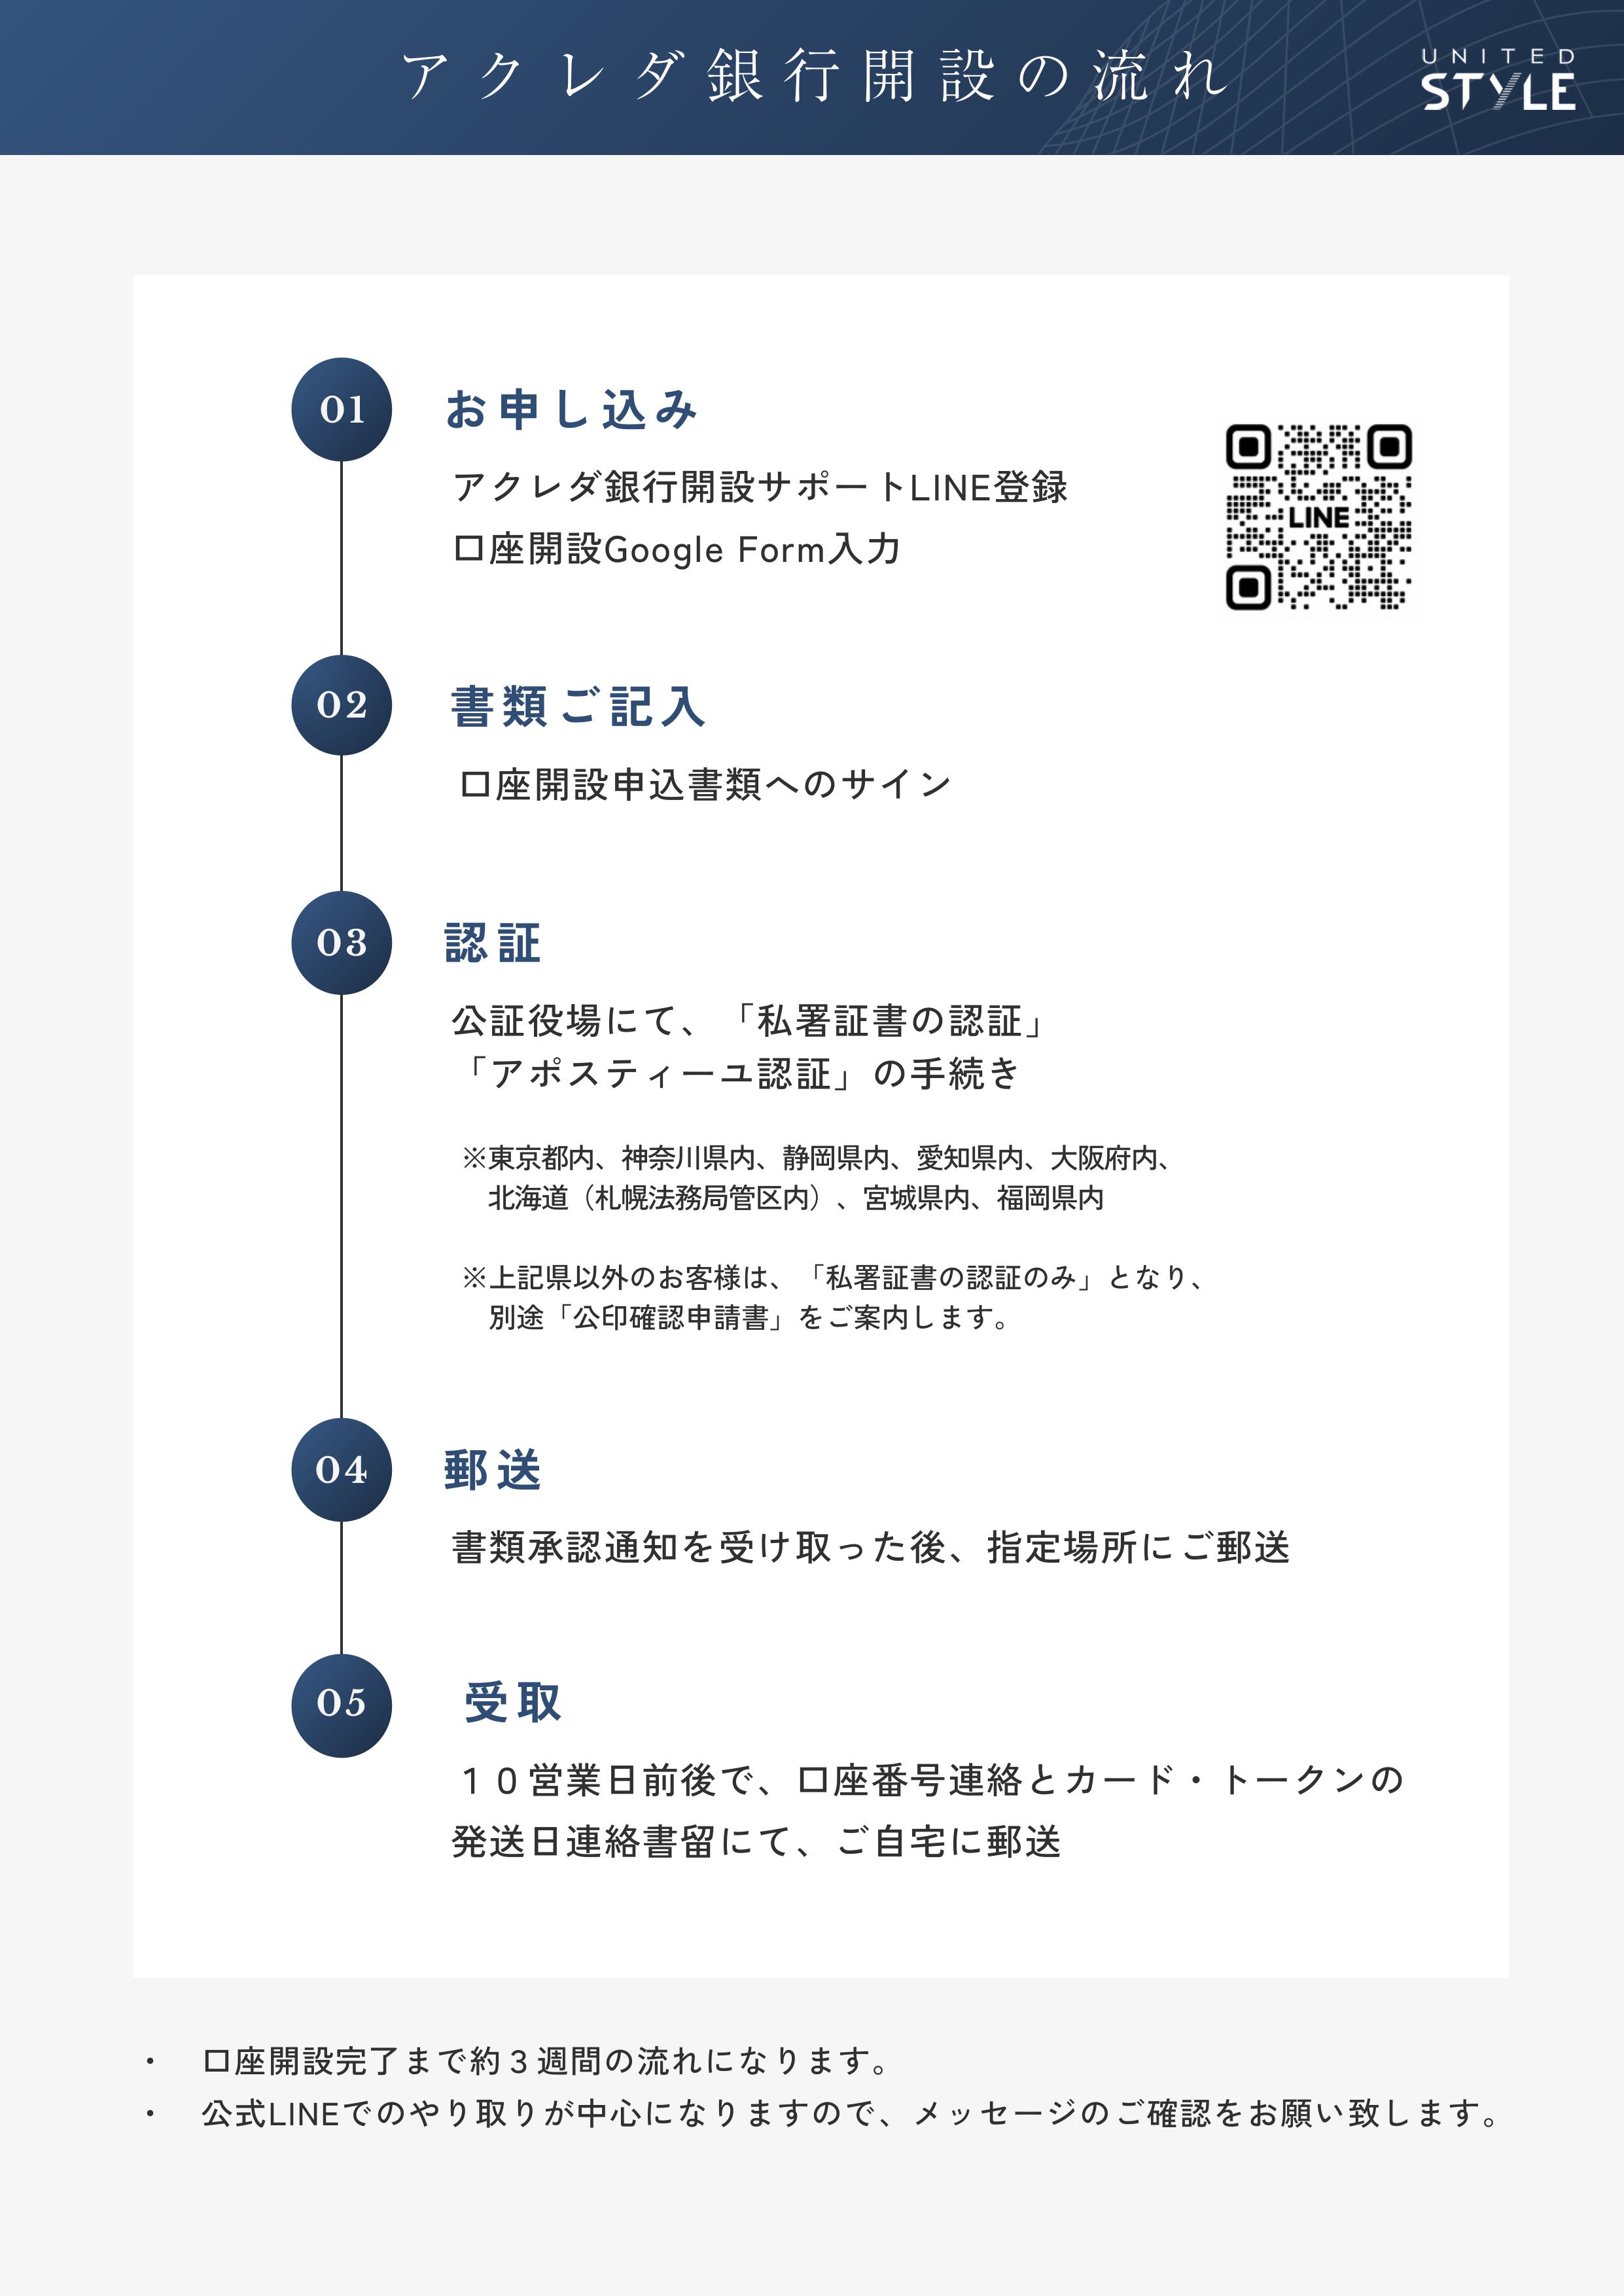 アクレダ銀行開設の流れ
UNITED
STYLE
01
お申し込み
アクレダ銀行開設サポートLINE登録
口座開設Google Form入力
LINE
02
書類ご記入
口座開設申込書類へのサイン
03
認証
公証役場にて、「私署証書の認証」
「アポスティーユ認証」の手続き
※東京都内、神奈川県内、静岡県内、愛知県内、大阪府内、
北海道（札幌法務局管区内）、宮城県内、福岡県内
※上記県以外のお客様は、「私署証書の認証のみ」となり、
別途「公印確認申請書」をご案内します。
04
郵送
書類承認通知を受け取った後、指定場所にご郵送
05
受取
１０営業日前後で、口座番号連絡とカード・トークンの
発送日連絡書留にて、ご自宅に郵送
・ 口座開設完了まで約３週間の流れになります。
・ 公式LINEでのやり取りが中心になりますので、メッセージのご確認をお願い致します。